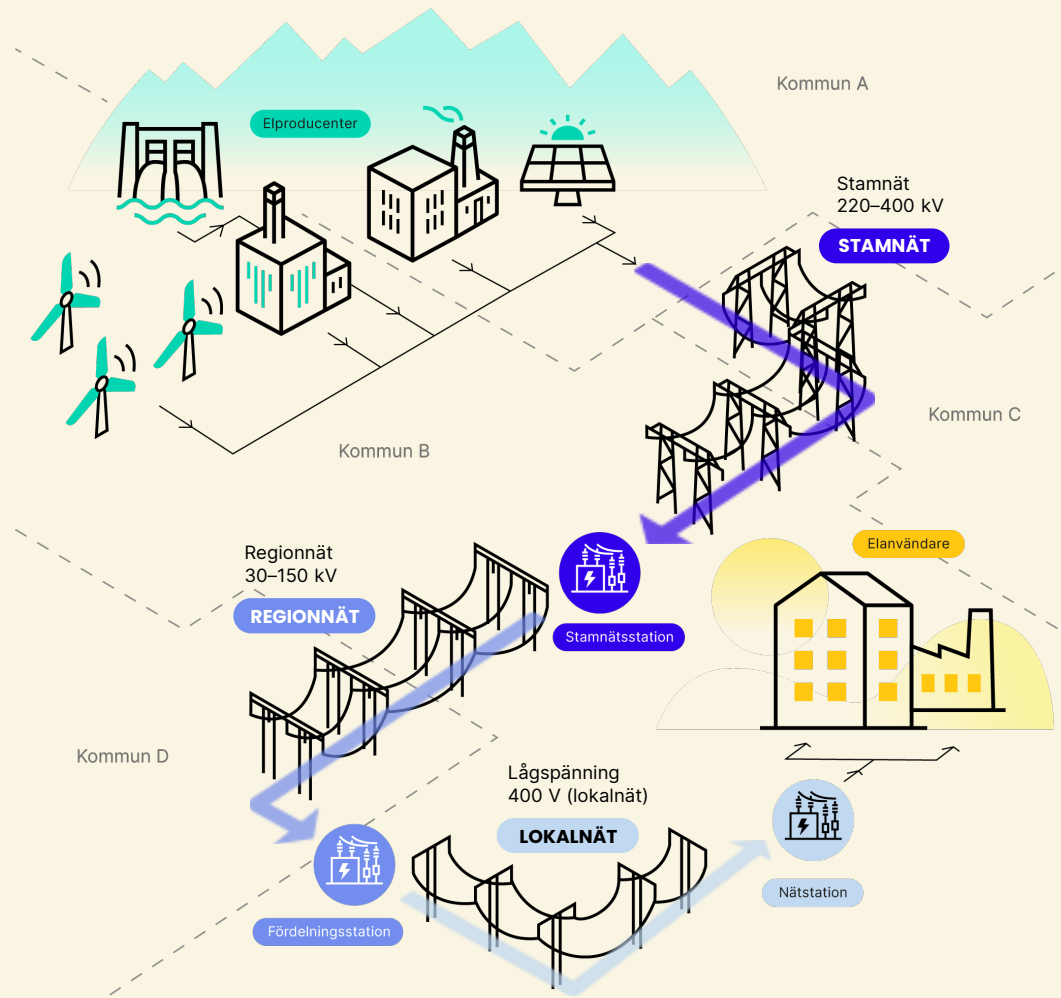 Kommun A
Elproducenter
Stamnät
220–400 kV
STAMNÄT
Kommun C
Kommun B
Elanvändare
Regionnät
30–150 kV
REGIONNÄT
Stamnätsstation
Kommun D
Lågspänning
400 V (lokalnät)
LOKALNÄT
Nätstation
Fördelningsstation